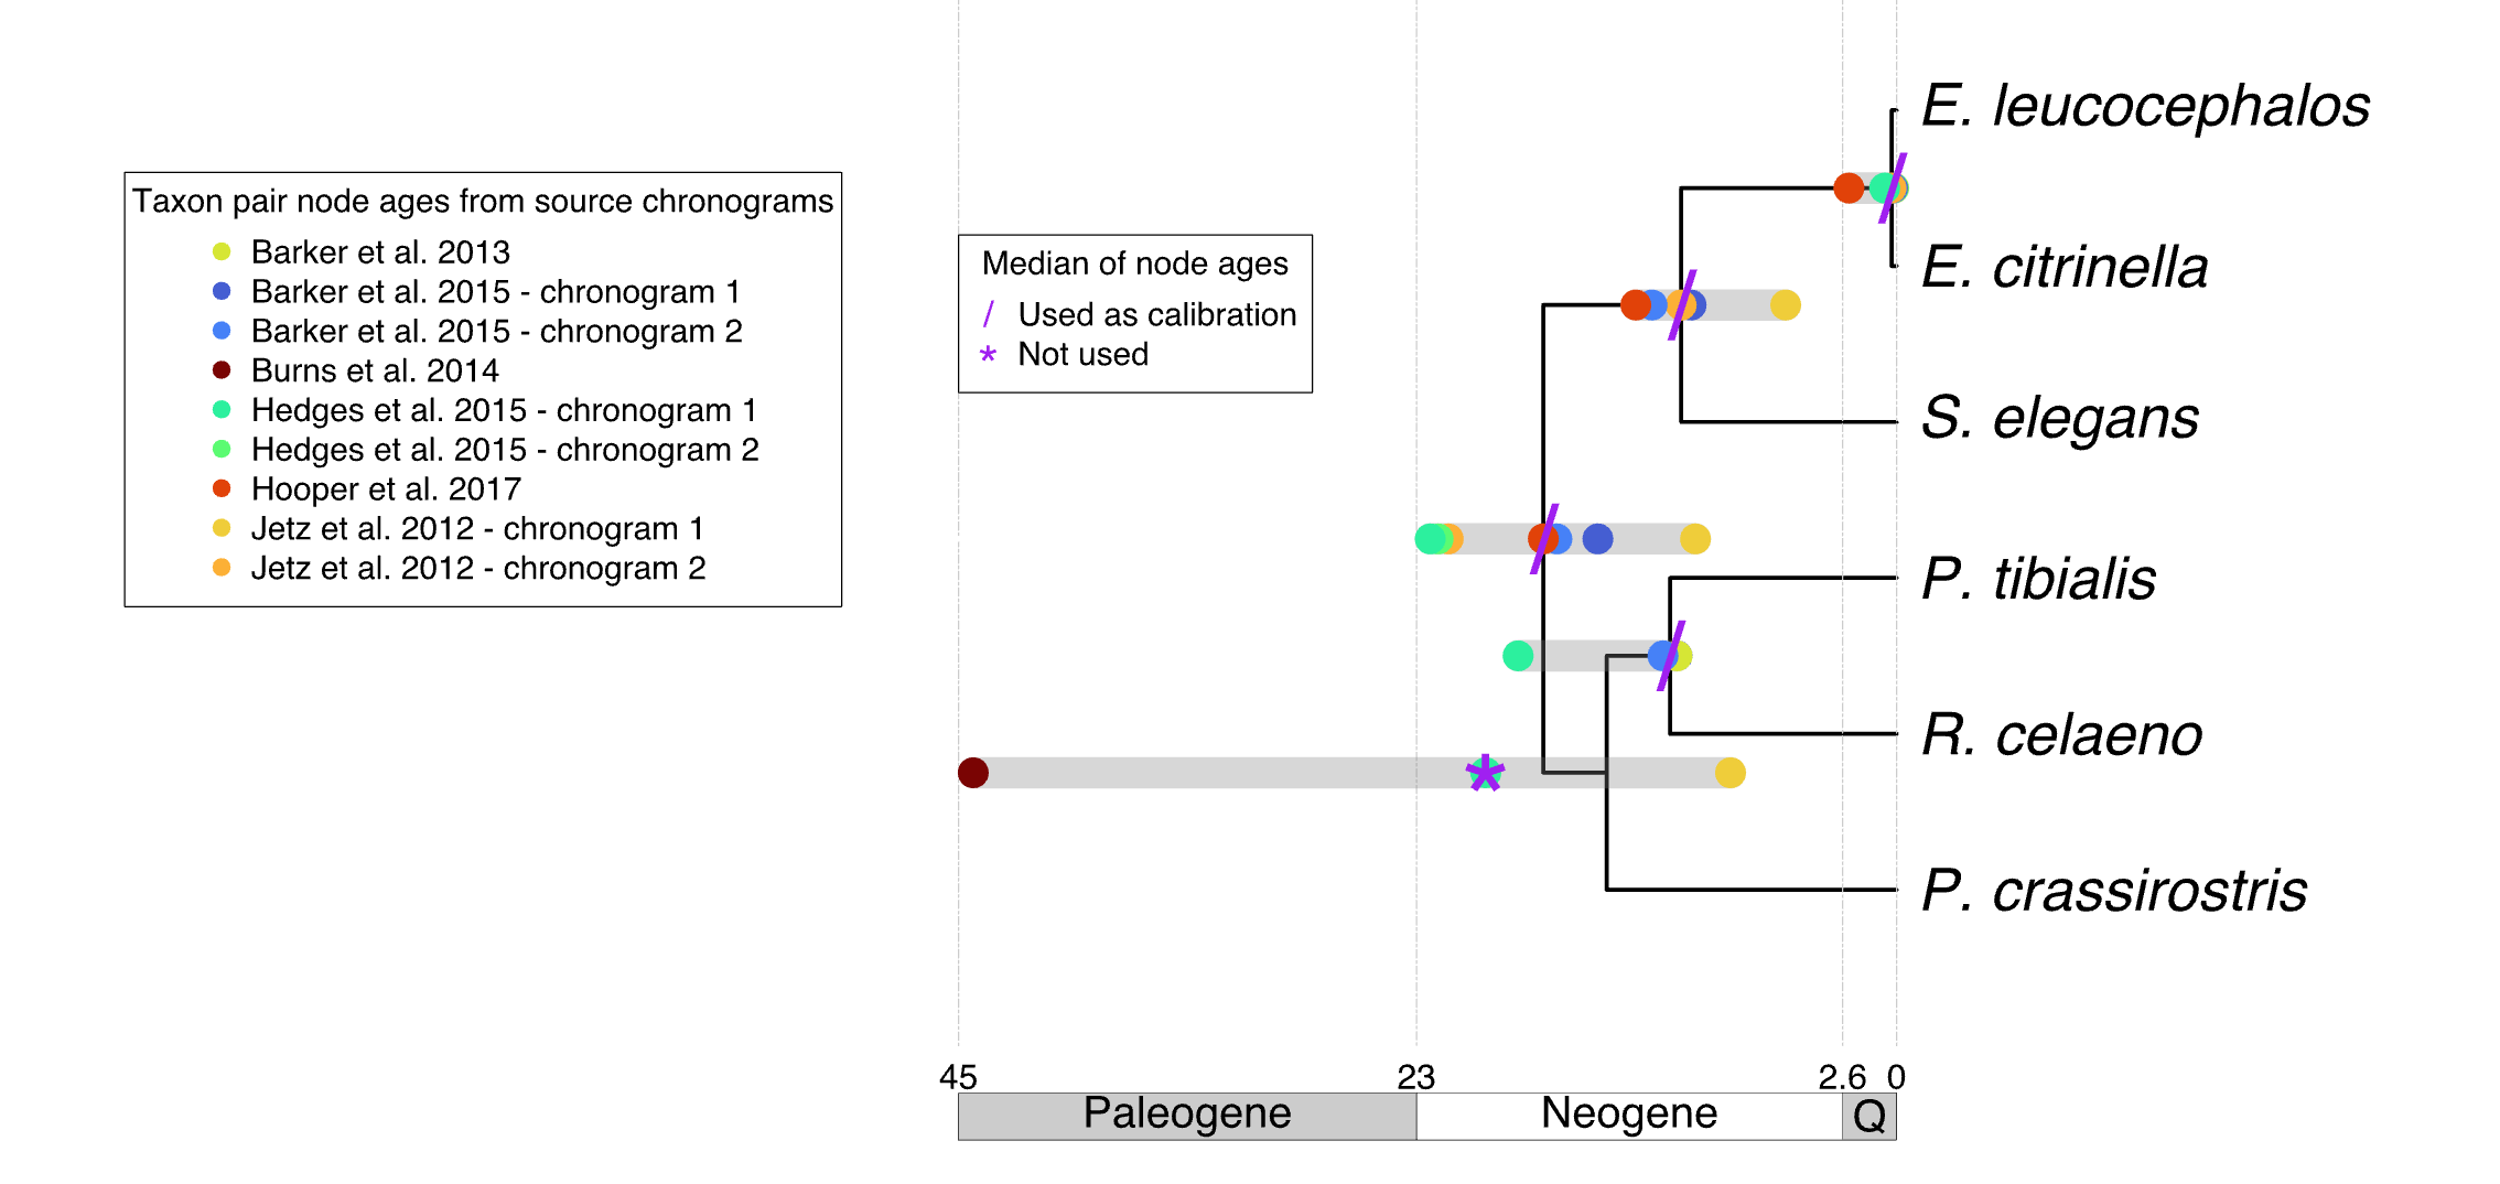 Taxon pair node ages from source chronograms
Barker et al. 2013
Barker et al. 2015 - chronogram 1
Barker et al. 2015 - chronogram 2
Burns et al. 2014
Hedges et al. 2015 - chronogram 1
Hedges et al. 2015 - chronogram 2
Hooper et al. 2017
Jetz et al. 2012 - chronogram 1
Jetz et al. 2012 - chronogram 2
Median of node ages
/ Used as calibration
* Not used
E. leucocephalos
E. citrinella
S. elegans
P. tibialis
R. celaeno
P. crassirostris
45 23 2.6 0
Paleogene Neogene Q